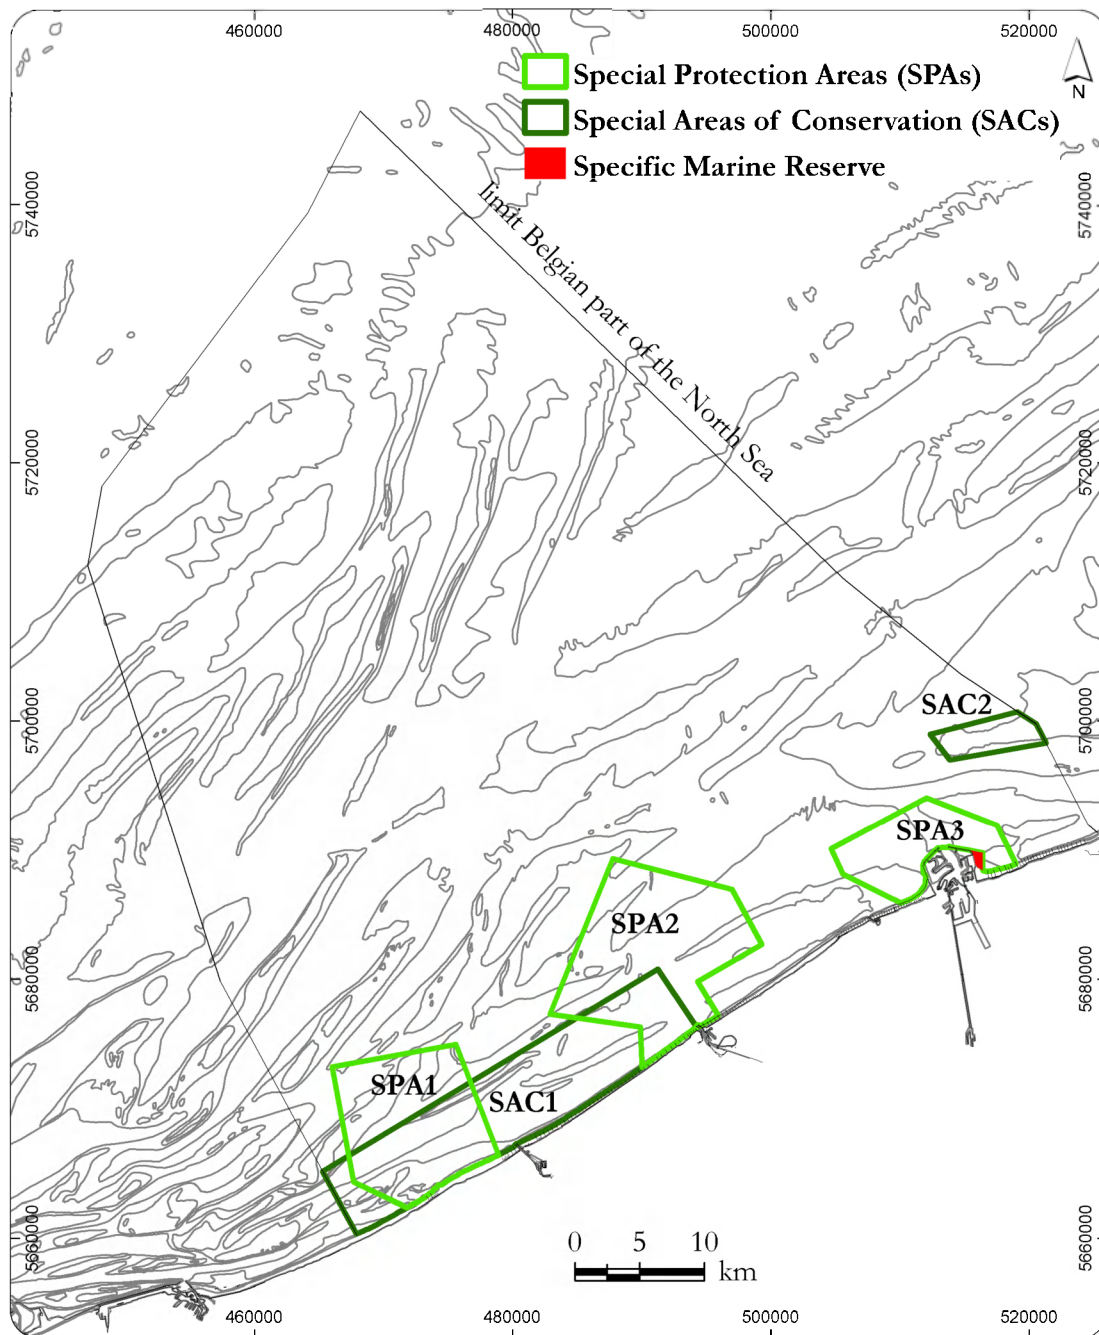 460000
480000
500000
520000
Special Protection Areas (SPAs)
Special Areas of Conservation (SACs)
Specific Marine Reserve
N
5740000
5740000
limit Belgian part of the North Sea
5720000
5720000
5700000
5700000
SAC2
SPA3
SPA2
5680000
5680000
SPA1
SAC1
5660000
5660000
0 5 10
km
460000
480000
500000
520000